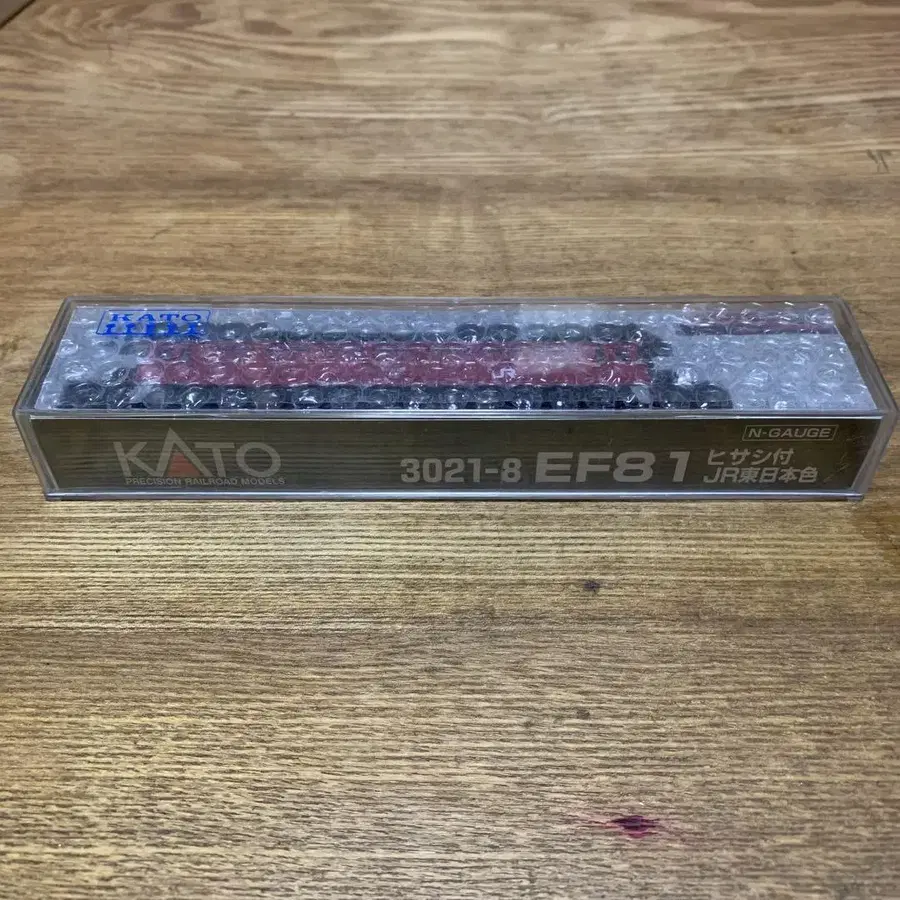 KATO
JR
KATO
PRECISION RAILROAD MODELS
3021-8 EF81 ヒサシ付
JR東日本色
N-GAUGE